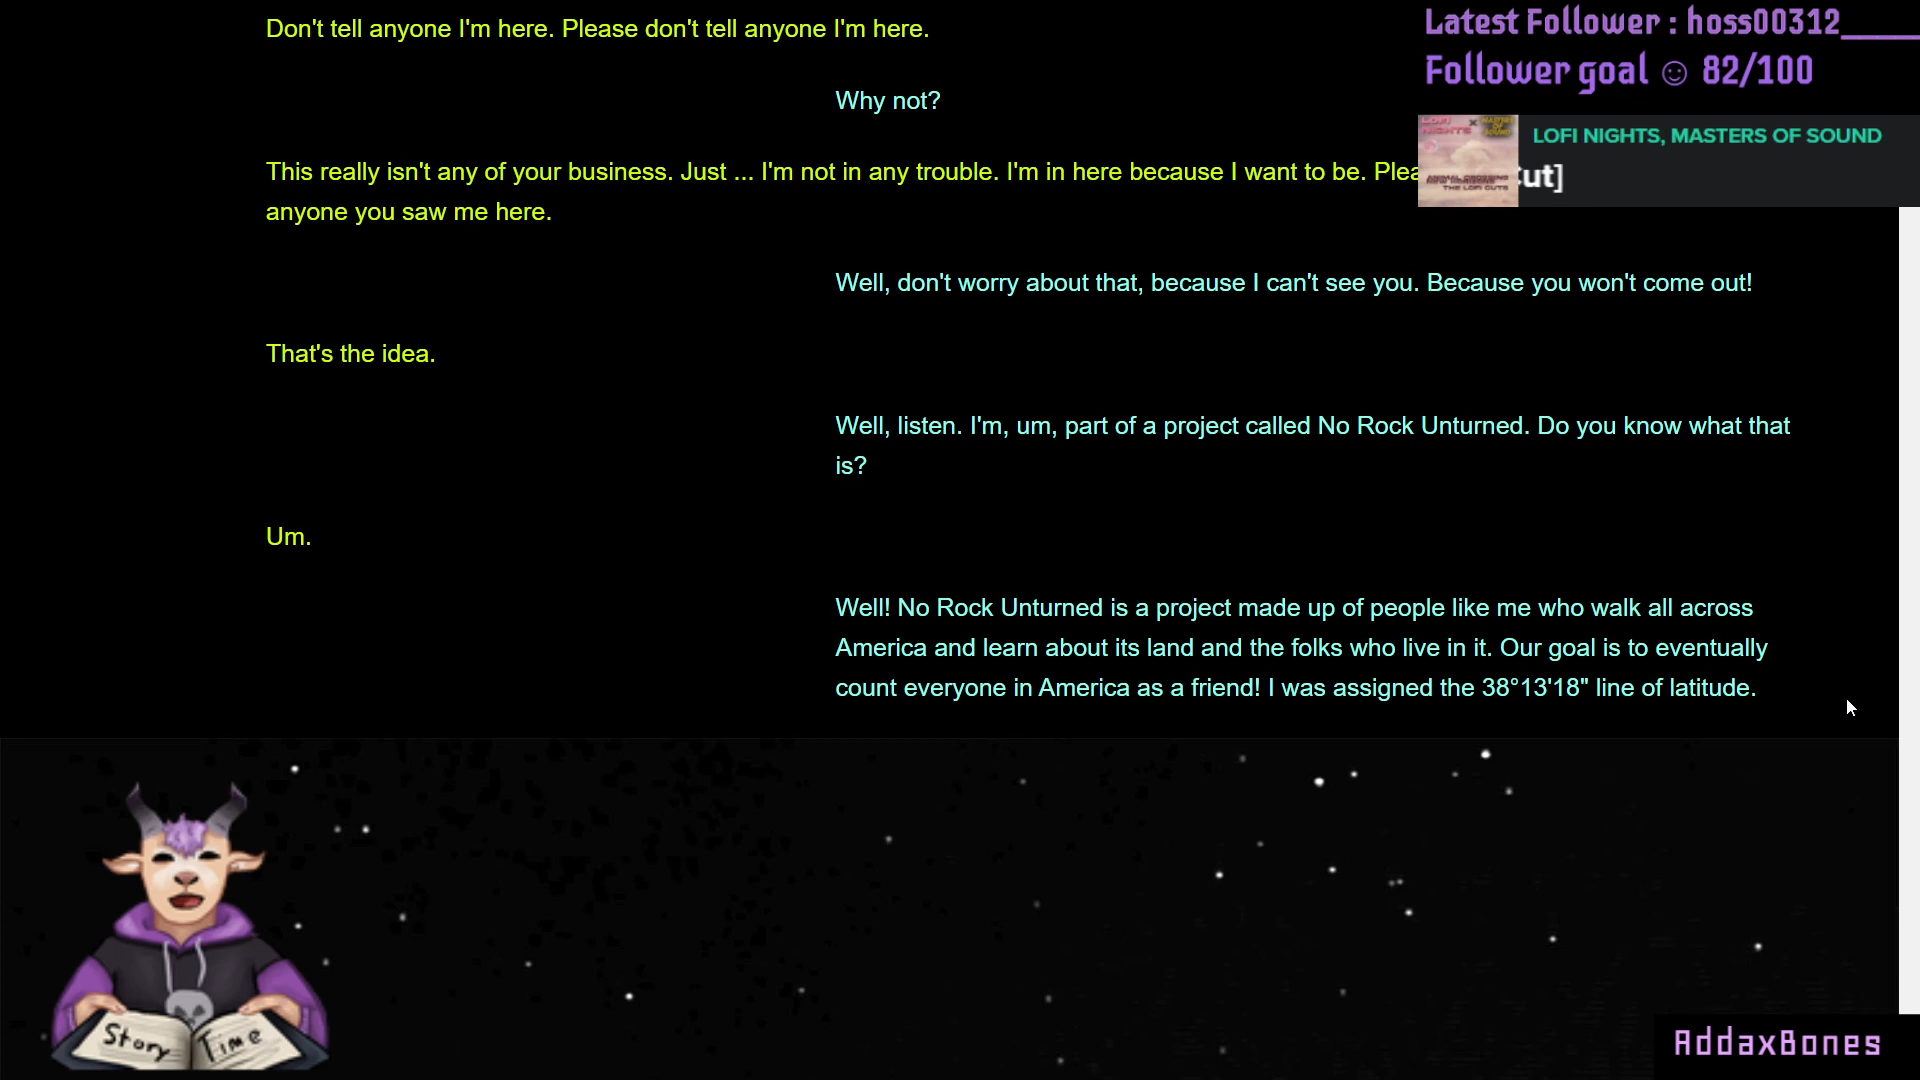 Don't tell anyone I'm here. Please don't tell anyone I'm here.
Latest Follower : hoss00312____
Follower goal ☺ 82/100
Why not?
LOFI NIGHTS, MASTERS OF SOUND
Cut]
This really isn't any of your business. Just ... I'm not in any trouble. I'm in here because I want to be.
anyone you saw me here.
Well, don't worry about that, because I can't see you. Because you won't come out!
That's the idea.
Well, listen. I'm, um, part of a project called No Rock Unturned. Do you know what that
is?
Um.
Well! No Rock Unturned is a project made up of people like me who walk all across
America and learn about its land and the folks who live in it. Our goal is to eventually
count everyone in America as a friend! I was assigned the 38°13'18" line of latitude.
Story Time
AddaxBones